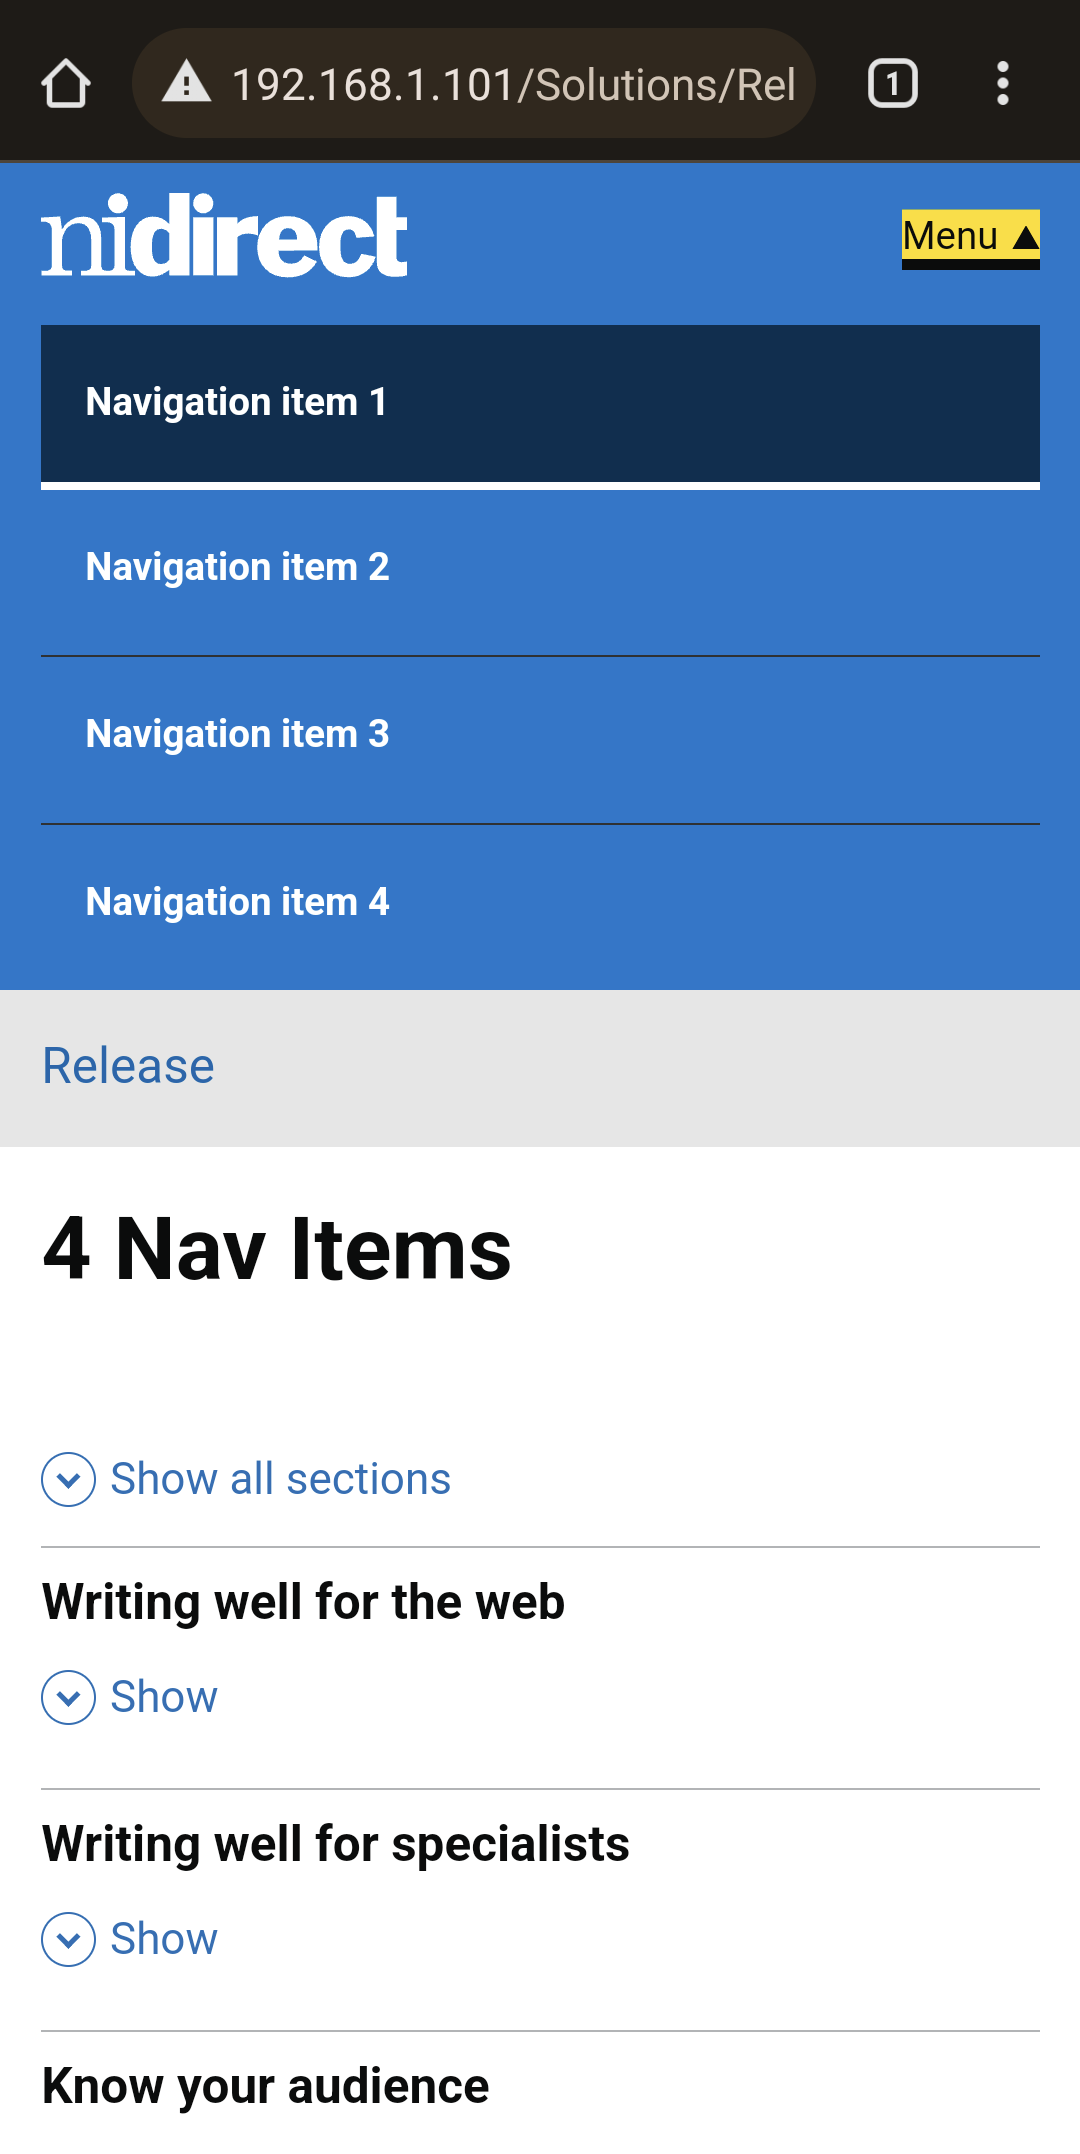 192.168.1.101/Solutions/Rel
1
nidirect
Menu ▲
Navigation item 1
Navigation item 2
Navigation item 3
Navigation item 4
Release
4 Nav Items
Show all sections
Writing well for the web
Show
Writing well for specialists
Show
Know your audience